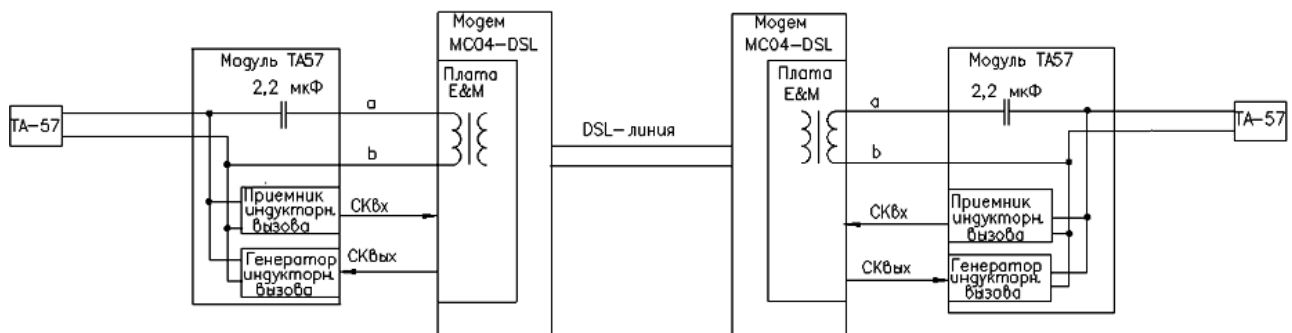 Модем
МС04-DSL
Модуль ТА57
2,2 мкФ
Плата
E&M
a
b
ТА-57
Приемник
индукторн.
вызова
СКвх
Генератор
индукторн.
вызова
СКвых
DSL-линия
Модем
МС04-DSL
Модуль ТА57
2,2 мкФ
Плата
E&M
a
b
ТА-57
СКвх
Приемник
индукторн.
вызова
СКвых
Генератор
индукторн.
вызова